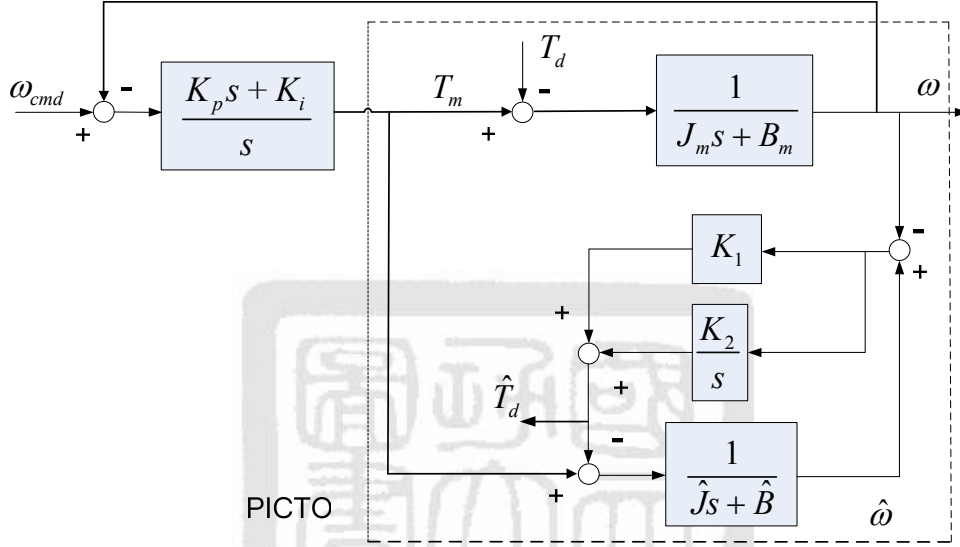 T_d
ω_cmd
K_p s + K_i
s
T_m
1
J_m s + B_m
ω
-
-
+
+
-
+
K_1
+
K_2
s
+
T̂_d
-
+
1
Ĵs + B̂
PICTO
ω̂